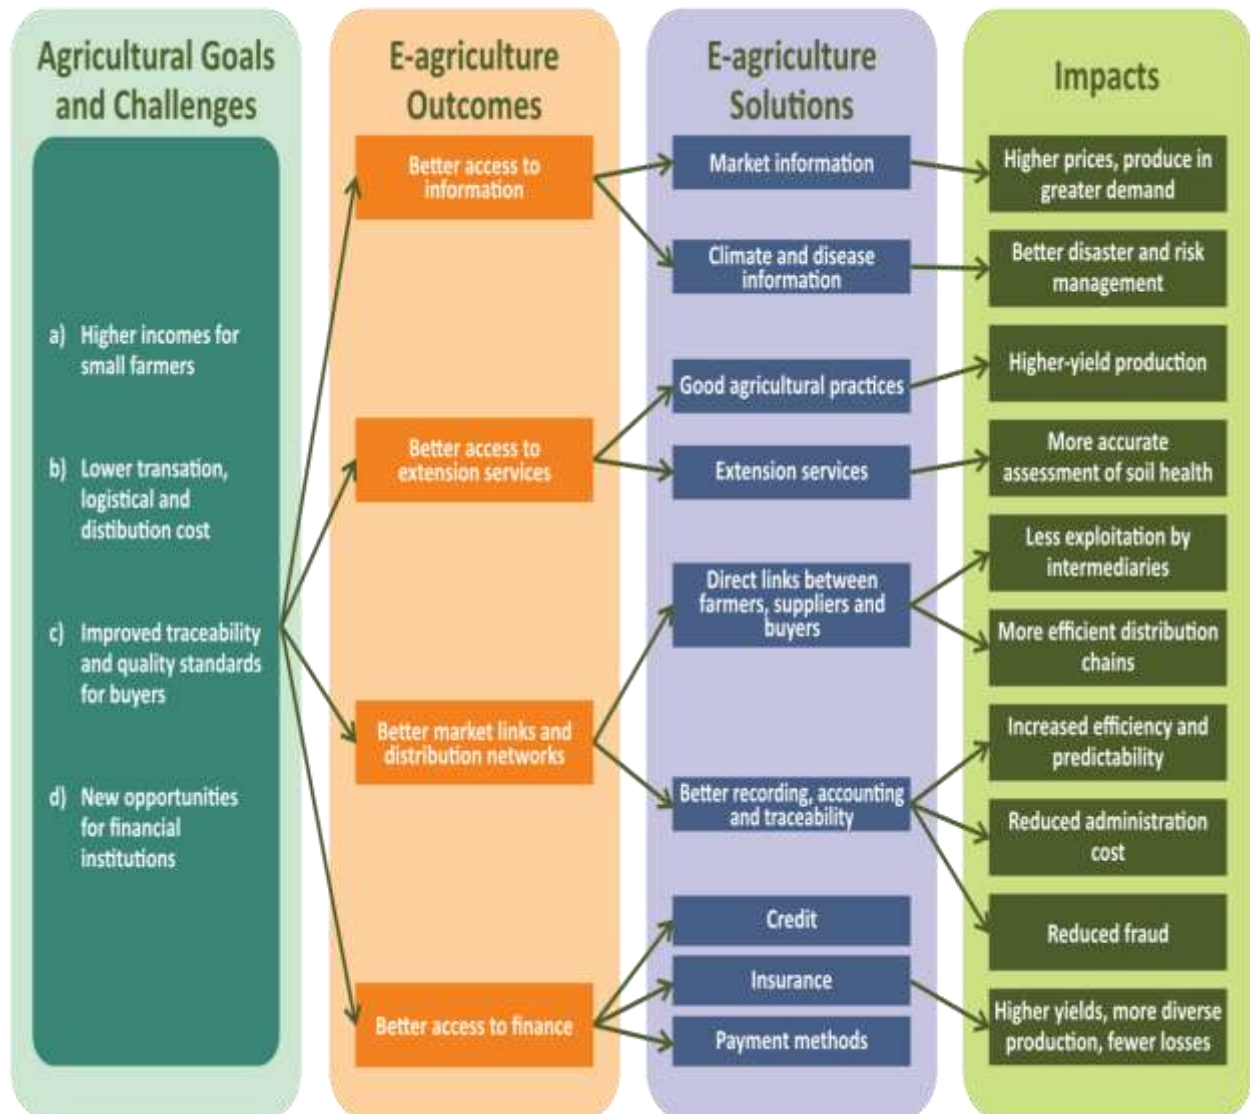 Agricultural Goals
and Challenges
a) Higher incomes for
small farmers
b) Lower transation,
logistical and
distibution cost
c) Improved traceability
and quality standards
for buyers
d) New opportunities
for financial
institutions
E-agriculture
Outcomes
Better access to
information
Better access to
extension services
Better market links and
distribution networks
Better access to finance
E-agriculture
Solutions
Market information
Climate and disease
information
Good agricultural practices
Extension services
Direct links between
farmers, suppliers and
buyers
Better recording, accounting
and traceability
Credit
Insurance
Payment methods
Impacts
Higher prices, produce in
greater demand
Better disaster and risk
management
Higher-yield production
More accurate
assessment of soil health
Less exploitation by
intermediaries
More efficient distribution
chains
Increased efficiency and
predictability
Reduced administration
cost
Reduced fraud
Higher yields, more diverse
production, fewer losses